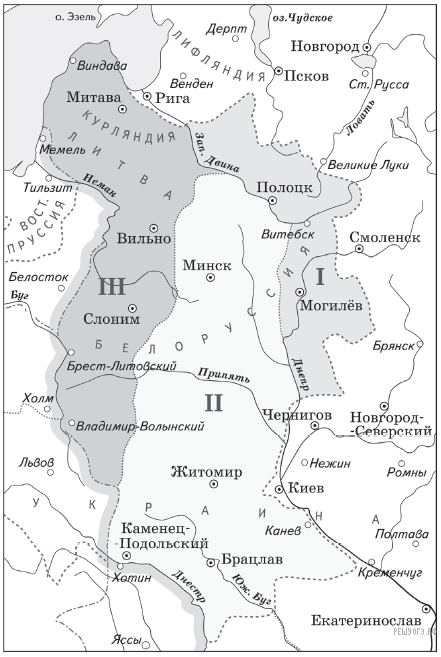 о. Эзель
оз.Чудское
Дерпт
Новгород
ЛИФЛЯНДИЯ
Псков
Виндава
Венден
Ст. Русса
Митава
Рига
Ловать
КУРЛЯНДИЯ
Зап. Двина
Мемель
ЛИТВА
Великие Луки
Тильзит
Неман
Полоцк
ВОСТ.
ПРУССИЯ
Витебск
Вильно
Смоленск
Минск
I
Белосток
III
Буг
Могилёв
Слоним
БЕЛОРУССИЯ
Брянск
Брест-Литовский
Припять
Днепр
II
Холм
Чернигов
Новгород-
-Северский
Владимир-Волынский
Львов
Житомир
Нежин
Ромны
Киев
УКРАИНА
Каменец-
-Подольский
Канев
Полтава
Брацлав
Хотин
Днестр
Юж. Буг
Кременчуг
Екатеринослав
Яссы
РЕШУОГЭ.РФ